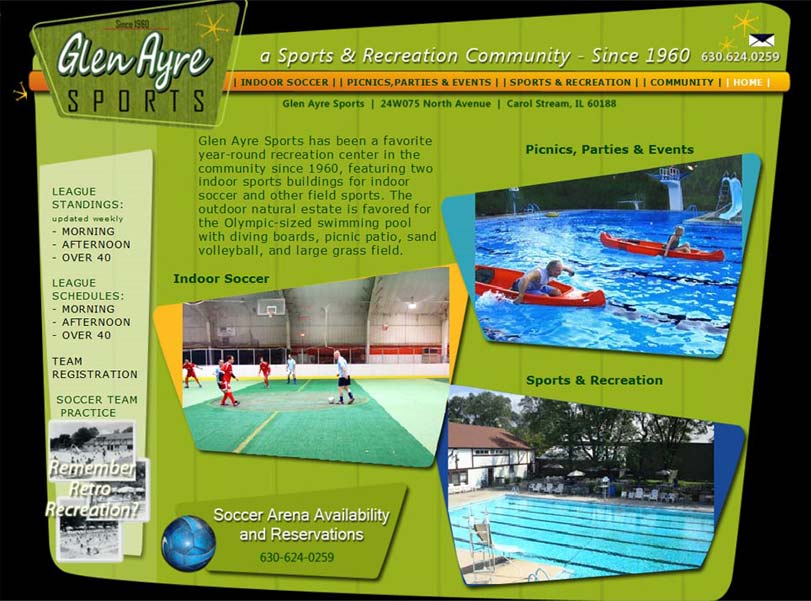 Since 1960
Glen Ayre
SPORTS
a Sports & Recreation Community - Since 1960
630.624.0259
| INDOOR SOCCER | | PICNICS,PARTIES & EVENTS | | SPORTS & RECREATION | | COMMUNITY | | HOME |
Glen Ayre Sports | 24W075 North Avenue | Carol Stream, IL 60188
LEAGUE
STANDINGS:
updated weekly
- MORNING
- AFTERNOON
- OVER 40
LEAGUE
SCHEDULES:
- MORNING
- AFTERNOON
- OVER 40
TEAM
REGISTRATION
SOCCER TEAM
PRACTICE
Remember
Retro
Recreation?
Glen Ayre Sports has been a favorite
year-round recreation center in the
community since 1960, featuring two
indoor sports buildings for indoor
soccer and other field sports. The
outdoor natural estate is favored for
the Olympic-sized swimming pool
with diving boards, picnic patio, sand
volleyball, and large grass field.
Indoor Soccer
Picnics, Parties & Events
Sports & Recreation
Soccer Arena Availability
and Reservations
630-624-0259